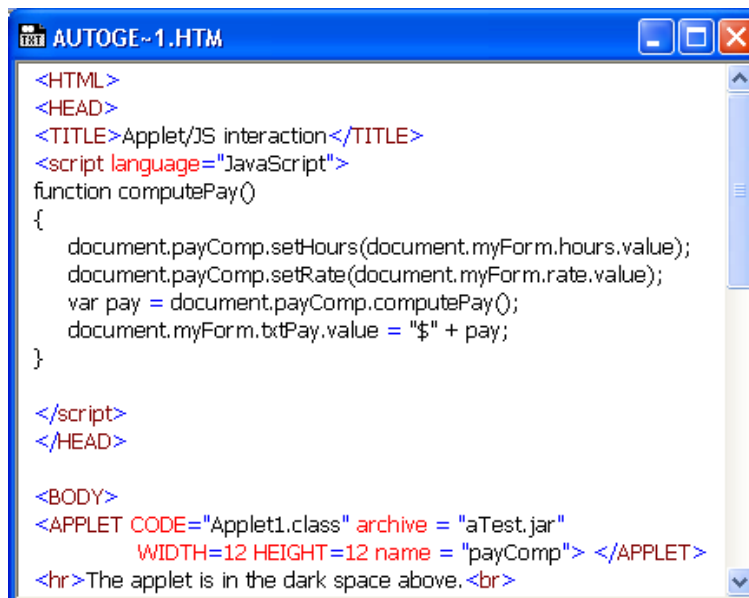 TXT AUTOGE~1.HTM
<HTML>
<HEAD>
<TITLE>Applet/JS interaction</TITLE>
<script language="JavaScript">
function computePay()
{
document.payComp.setHours(document.myForm.hours.value);
document.payComp.setRate(document.myForm.rate.value);
var pay = document.payComp.computePay();
document.myForm.txtPay.value = "$" + pay;
}
</script>
</HEAD>
<BODY>
<APPLET CODE="Applet1.class" archive = "aTest.jar"
WIDTH=12 HEIGHT=12 name = "payComp"> </APPLET>
<hr>The applet is in the dark space above.<br>